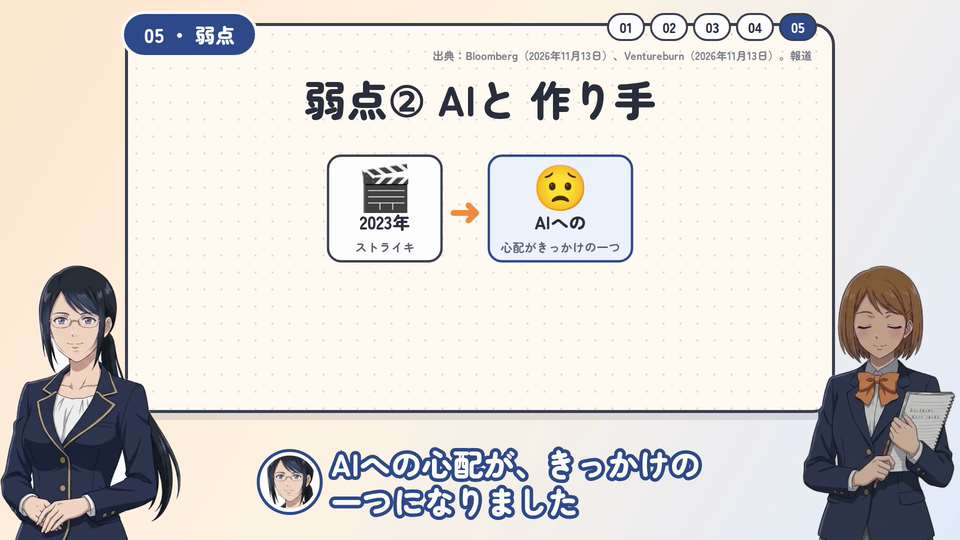 05 ・ 弱点
01 02 03 04 05
出典：Bloomberg（2026年11月13日）、Ventureburn（2026年11月13日）。報道
弱点② AIと 作り手
2023年
ストライキ
AIへの
心配がきっかけの一つ
AIへの心配が、きっかけの
一つになりました